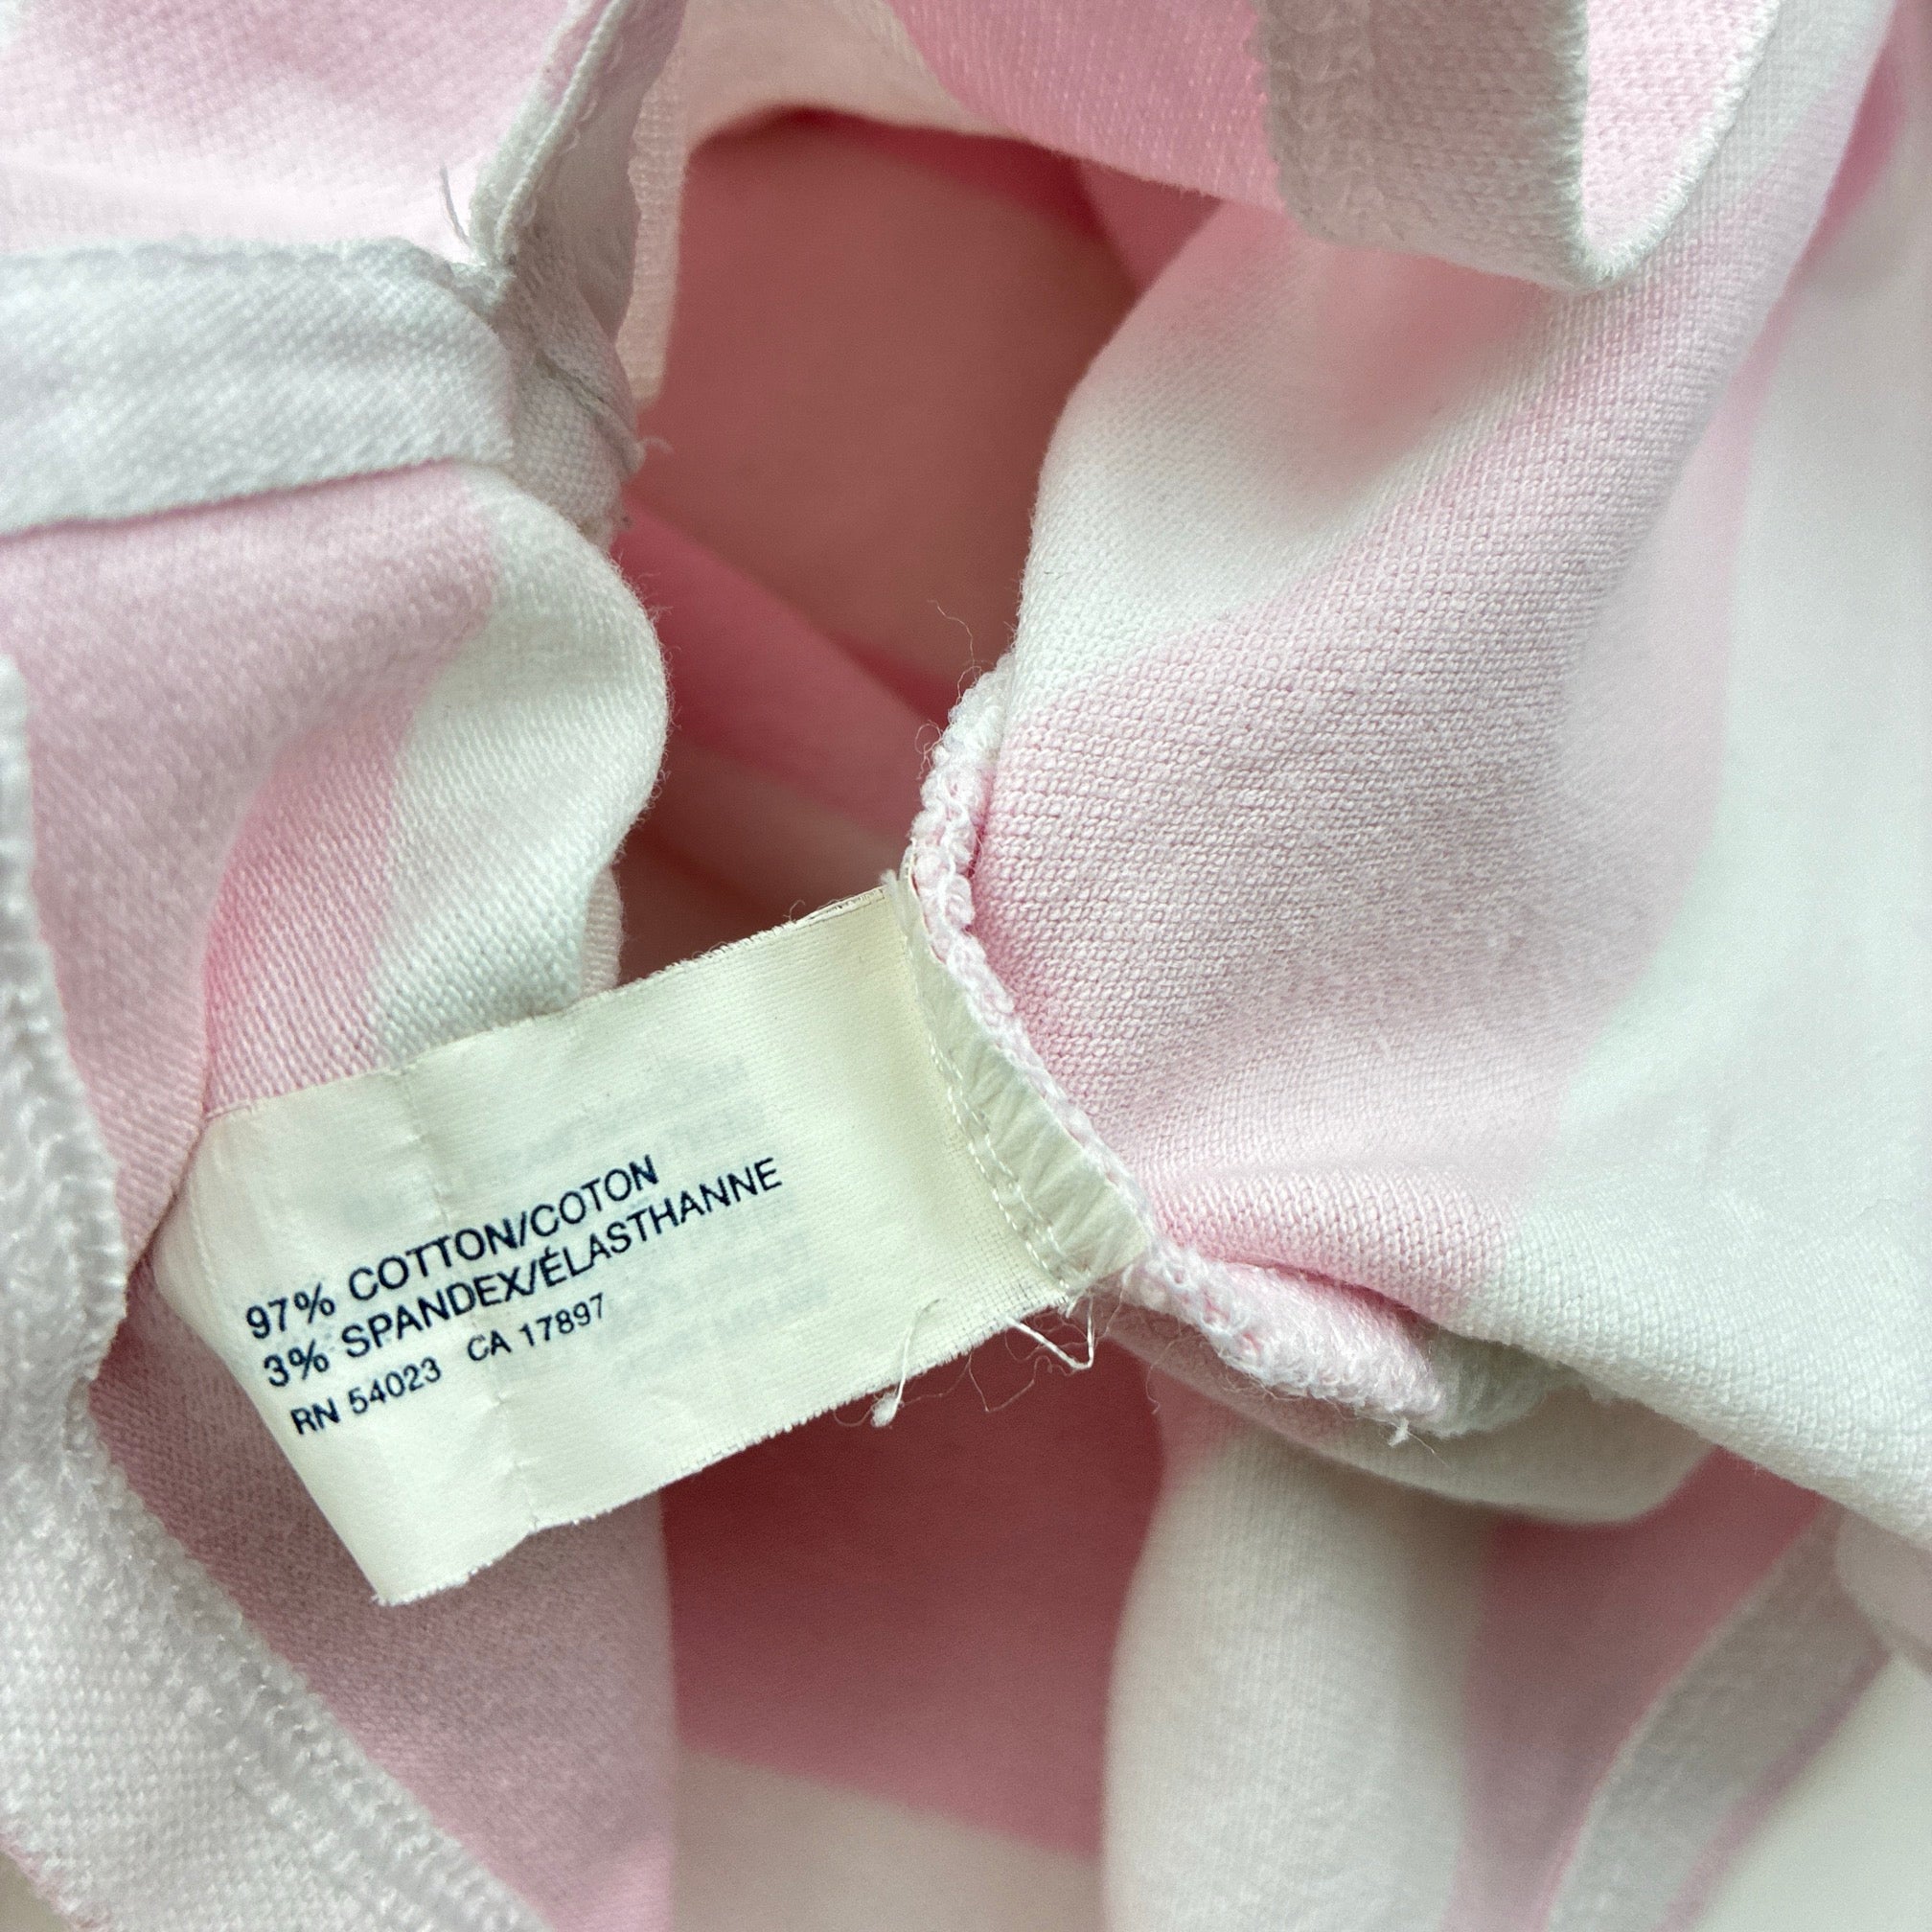 97% COTTON/COTON
3% SPANDEX/ÉLASTHANNE
RN 54023 CA 17897